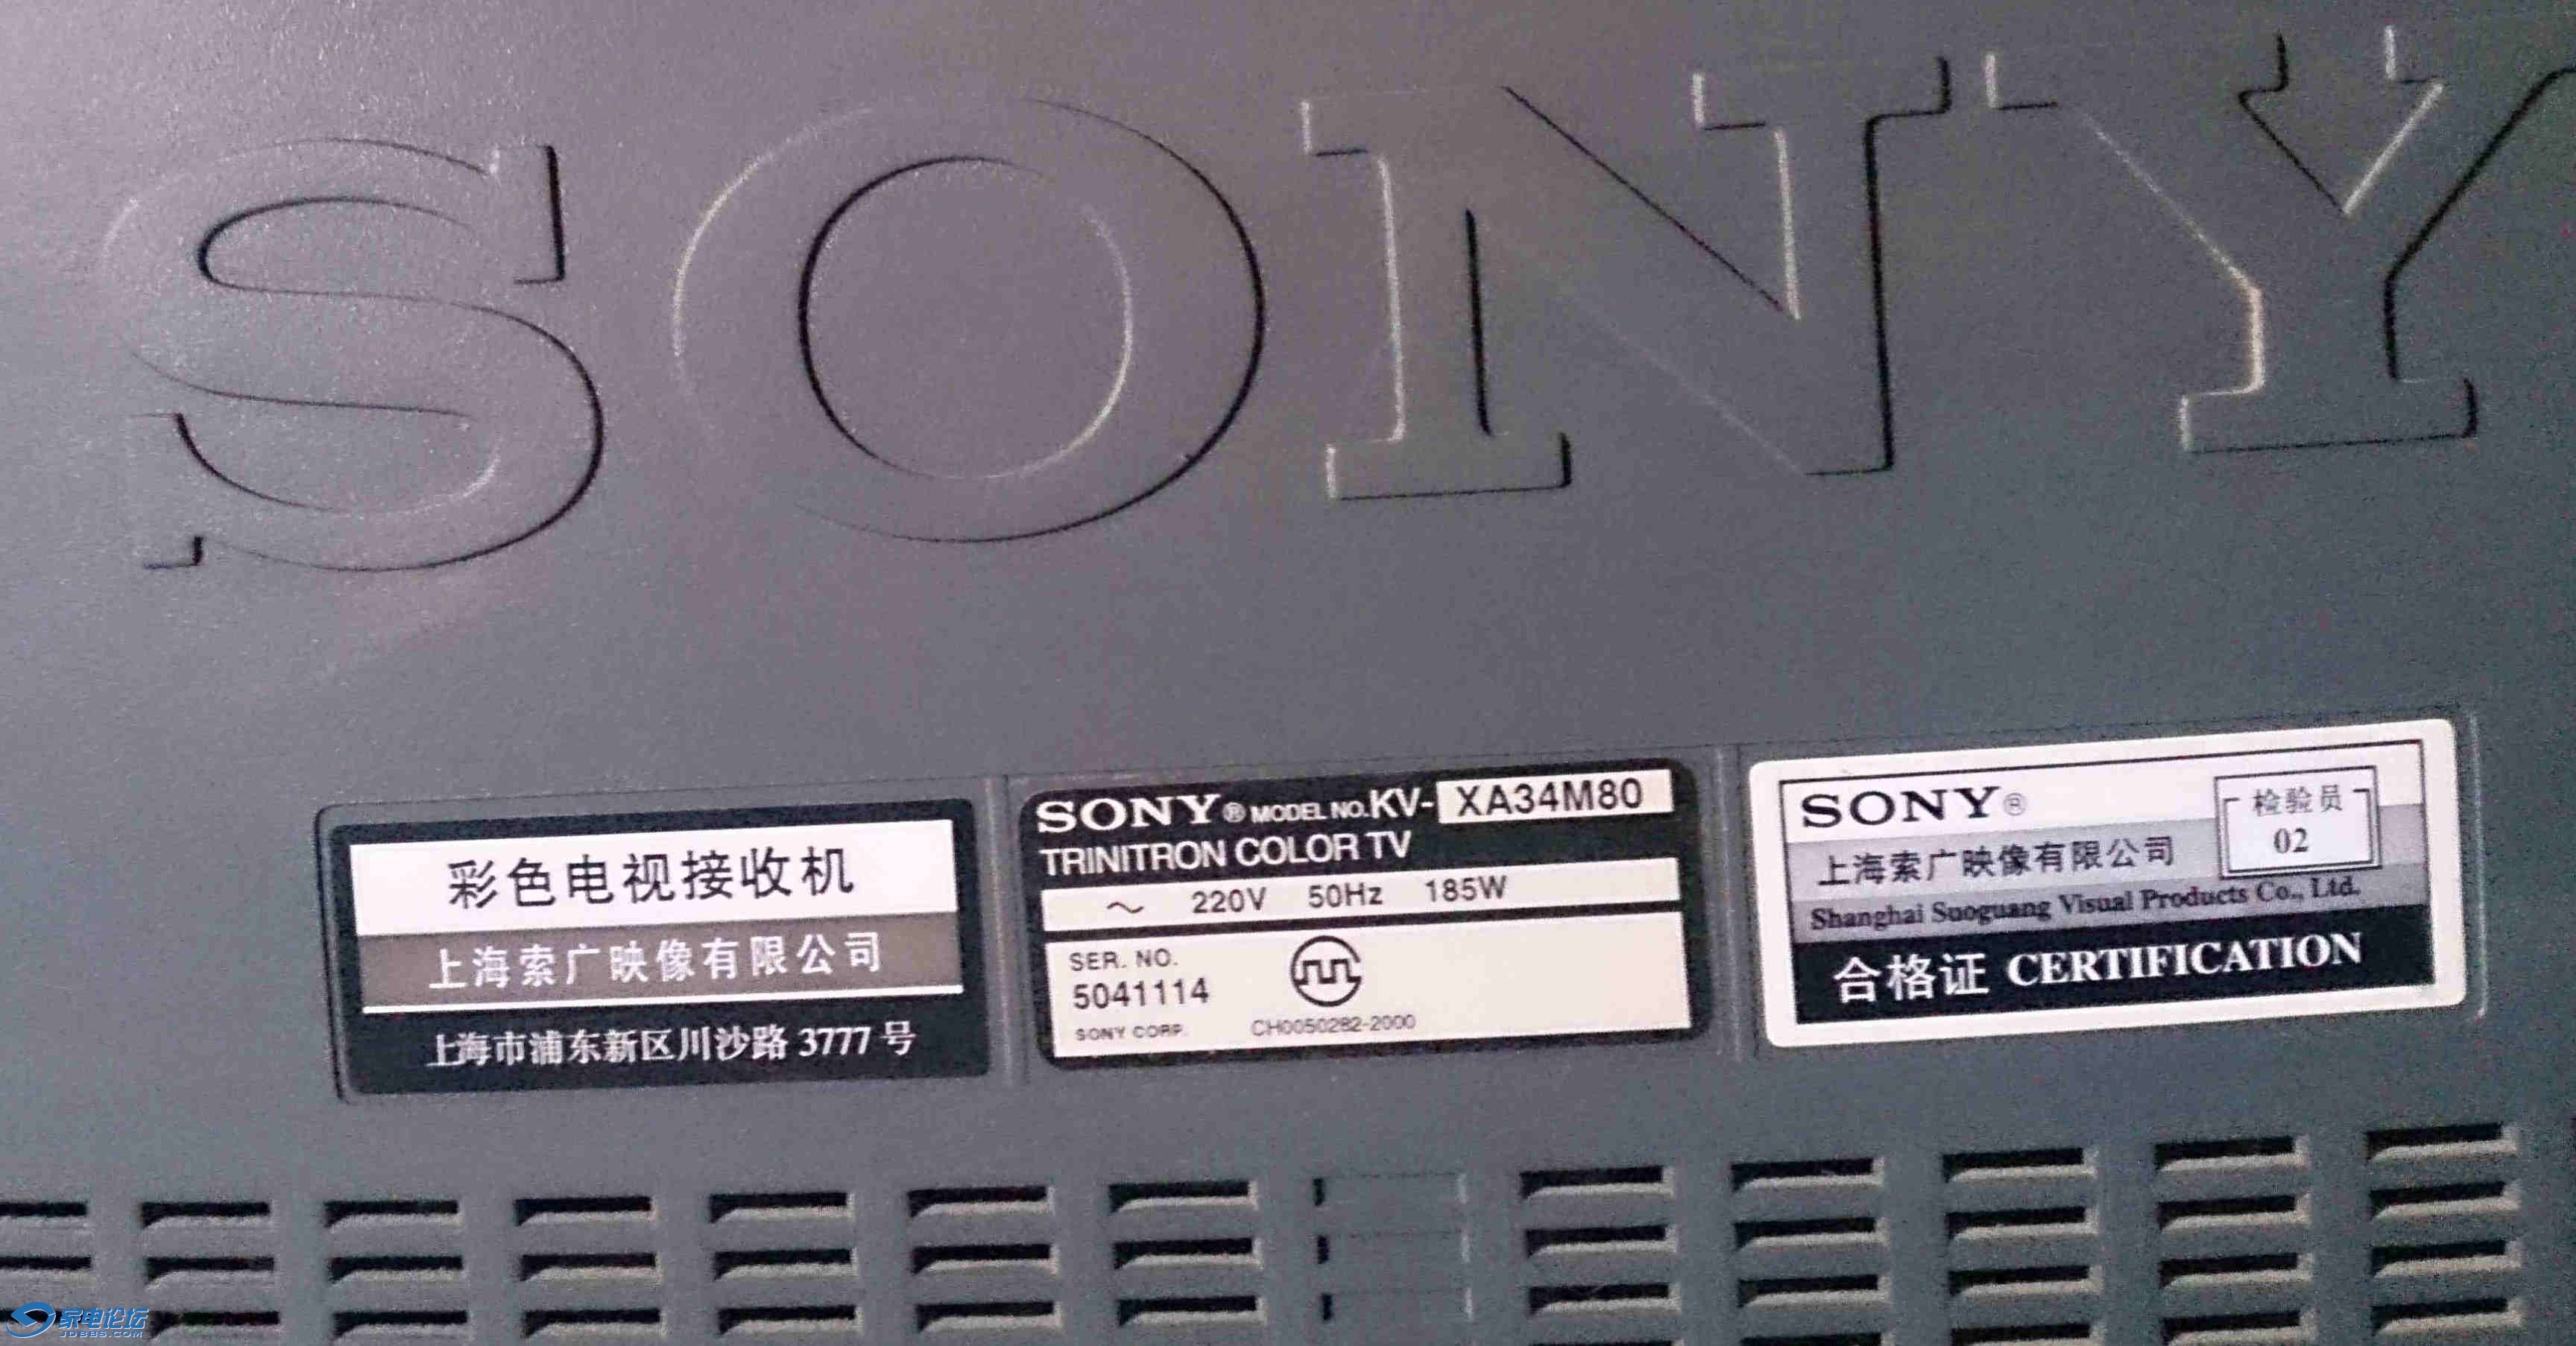 SONY
彩色电视接收机
上海索广映像有限公司
上海市浦东新区川沙路 3777 号
SONY® MODEL NO. KV-XA34M80
TRINITRON COLOR TV
～ 220V 50Hz 185W
SER. NO.
5041114
SONY CORP. CH0050282-2000
SONY®
检验员
02
上海索广映像有限公司
Shanghai Suoguang Visual Products Co., Ltd.
合格证 CERTIFICATION
家电论坛
JDBBS.COM